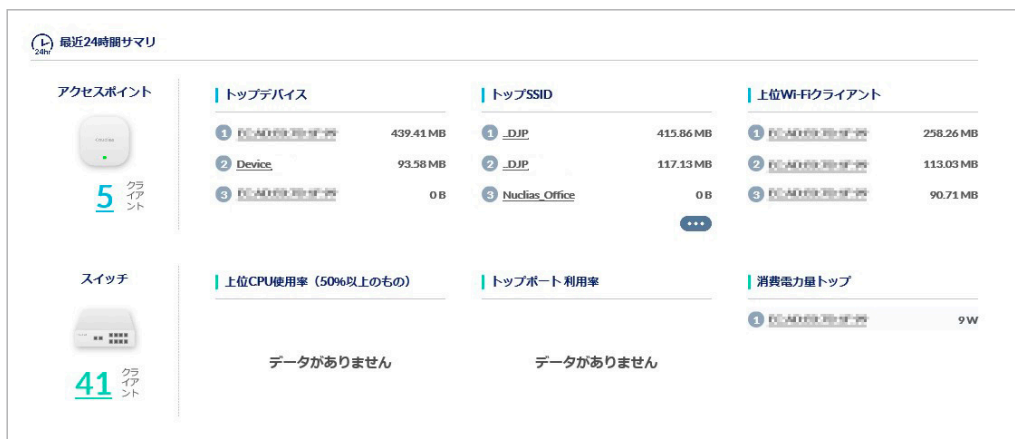 24hr 最近24時間サマリ
アクセスポイント
5 クライアント
トップデバイス
1 439.41 MB
2 Device 93.58 MB
3 0 B
トップSSID
1 _DJP 415.86 MB
2 _DJP 117.13 MB
3 Nuclias_Office 0 B
上位Wi-Fiクライアント
1 258.26 MB
2 113.03 MB
3 90.71 MB
スイッチ
41 クライアント
上位CPU使用率（50%以上のもの）
データがありません
トップポート利用率
データがありません
消費電力量トップ
1 9 W